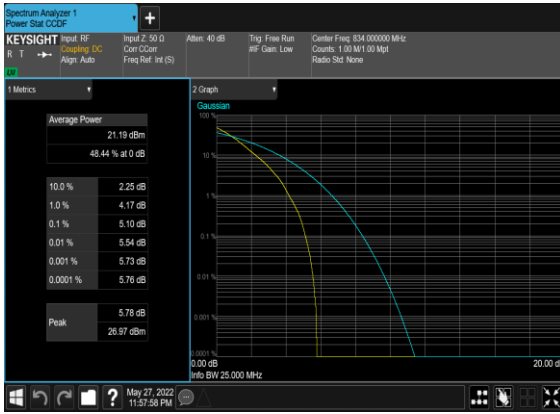 Spectrum Analyzer 1
Power Stat CCDF
KEYSIGHT
R T
LXI
Input: RF
Coupling: DC
Align: Auto
Input Z: 50 Ω
Corr CCorr
Freq Ref: Int (S)
Atten: 40 dB
Trig: Free Run
#IF Gain: Low
Center Freq: 834.000000 MHz
Counts: 1.00 M/1.00 Mpt
Radio Std: None
1 Metrics
Average Power
21.19 dBm
48.44 % at 0 dB
10.0 % 2.25 dB
1.0 % 4.17 dB
0.1 % 5.10 dB
0.01 % 5.54 dB
0.001 % 5.73 dB
0.0001 % 5.76 dB
Peak
5.78 dB
26.97 dBm
2 Graph
Gaussian
100 %
10 %
1 %
0.1 %
0.01 %
0.001 %
0.0001 %
0.00 dB
20.00 d
Info BW 25.000 MHz
?
May 27, 2022
11:57:58 PM